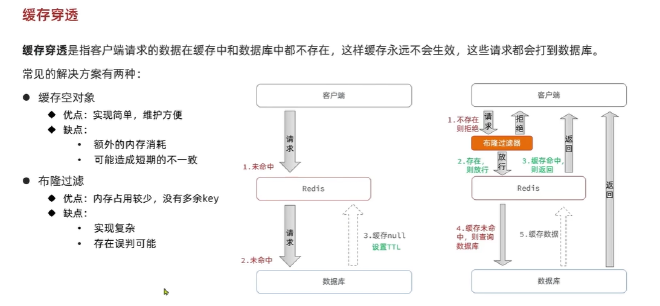 缓存穿透
缓存穿透是指客户端请求的数据在缓存中和数据库中都不存在，这样缓存永远不会生效，这些请求都会打到数据库。
常见的解决方案有两种：
缓存空对象
优点：实现简单，维护方便
缺点：
额外的内存消耗
可能造成短期的不一致
布隆过滤
优点：内存占用较少，没有多余key
缺点：
实现复杂
存在误判可能
客户端
请求
1.未命中
Redis
请求
3.缓存null
设置TTL
2.未命中
数据库
客户端
1.不存在
则拒绝
请求
拒绝
布隆过滤器
2.存在，
则放行
放行
3.缓存命中，
则返回
返回
返回
Redis
4.缓存未命
中，则查询
数据库
5.缓存数据
数据库